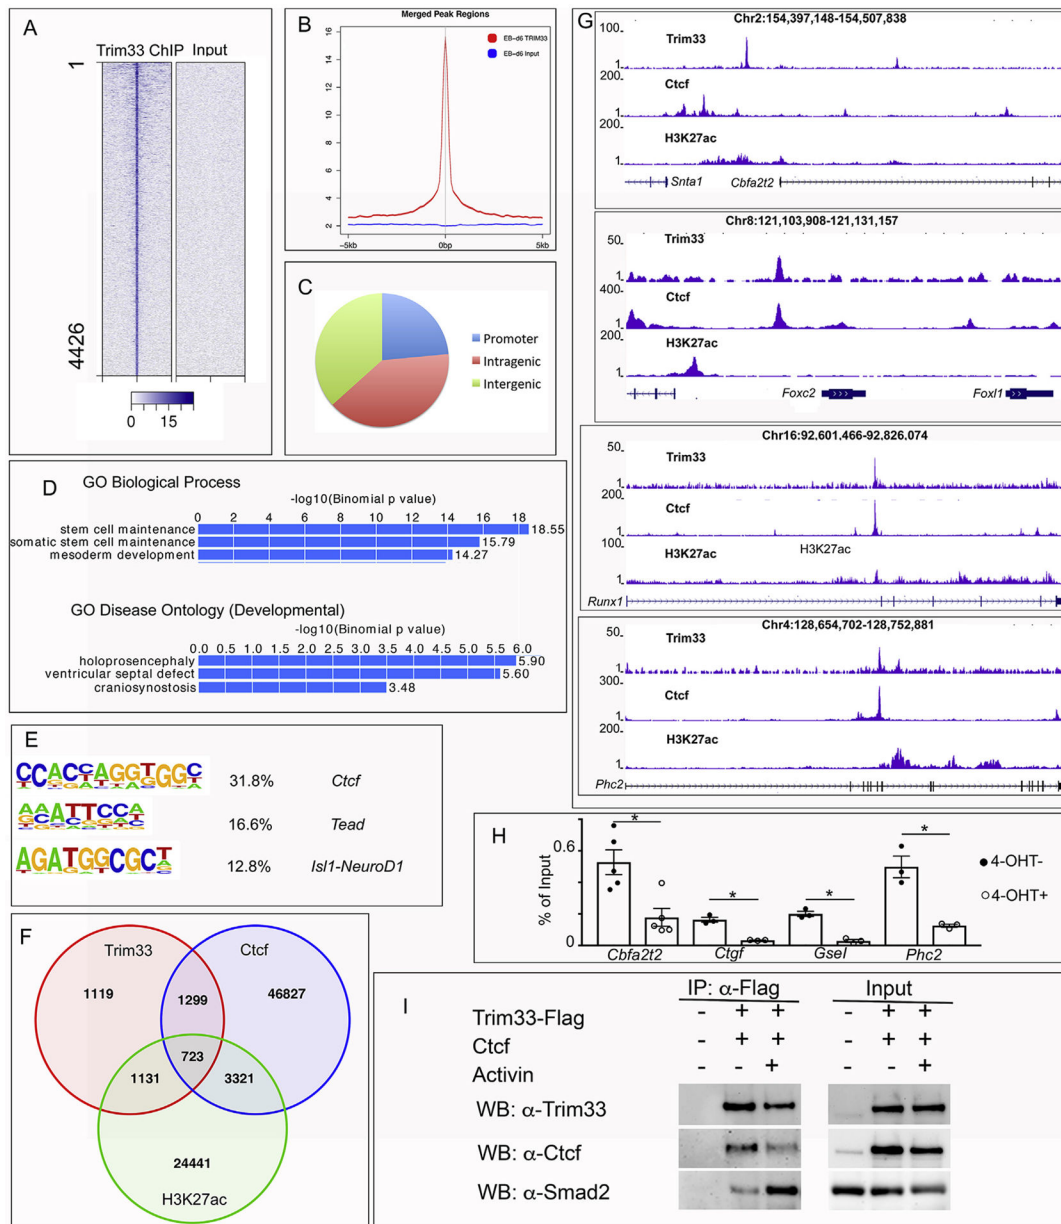 A
Trim33 ChIP Input
1
4426
0 15
B
Merged Peak Regions
EB-d6 TRIM33
EB-d6 Input
16
14
12
10
8
6
4
2
-5kb 0bp 5kb
C
Promoter
Intragenic
Intergenic
D
GO Biological Process
-log10(Binomial p value)
0 2 4 6 8 10 12 14 16 18
stem cell maintenance 18.55
somatic stem cell maintenance 15.79
mesoderm development 14.27
GO Disease Ontology (Developmental)
-log10(Binomial p value)
0.0 0.5 1.0 1.5 2.0 2.5 3.0 3.5 4.0 4.5 5.0 5.5 6.0
holoprosencephaly 5.90
ventricular septal defect 5.60
craniosynostosis 3.48
E
31.8% Ctcf
16.6% Tead
AGATGGCGCT 12.8% Isl1-NeuroD1
F
Trim33 Ctcf
1119 1299 46827
723
1131 3321
24441
H3K27ac
G
Chr2:154,397,148-154,507,838
100
Trim33
1
200
Ctcf
1
200
H3K27ac
1
Snta1 Cbfa2t2
Chr8:121,103,908-121,131,157
50
Trim33
1
400
Ctcf
1
200
H3K27ac
1
Foxc2 Foxl1
Chr16:92,601,466-92,826,074
50
Trim33
1
200
Ctcf
1
100
H3K27ac H3K27ac
1
Runx1
Chr4:128,654,702-128,752,881
50
Trim33
1
300
Ctcf
1
200
H3K27ac
1
Phc2
H
% of Input
0.6
0
* * * *
4-OHT-
4-OHT+
Cbfa2t2 Ctgf Gsel Phc2
I
IP: α-Flag Input
Trim33-Flag - + + - + +
Ctcf - + + - + +
Activin - - + - - +
WB: α-Trim33
WB: α-Ctcf
WB: α-Smad2